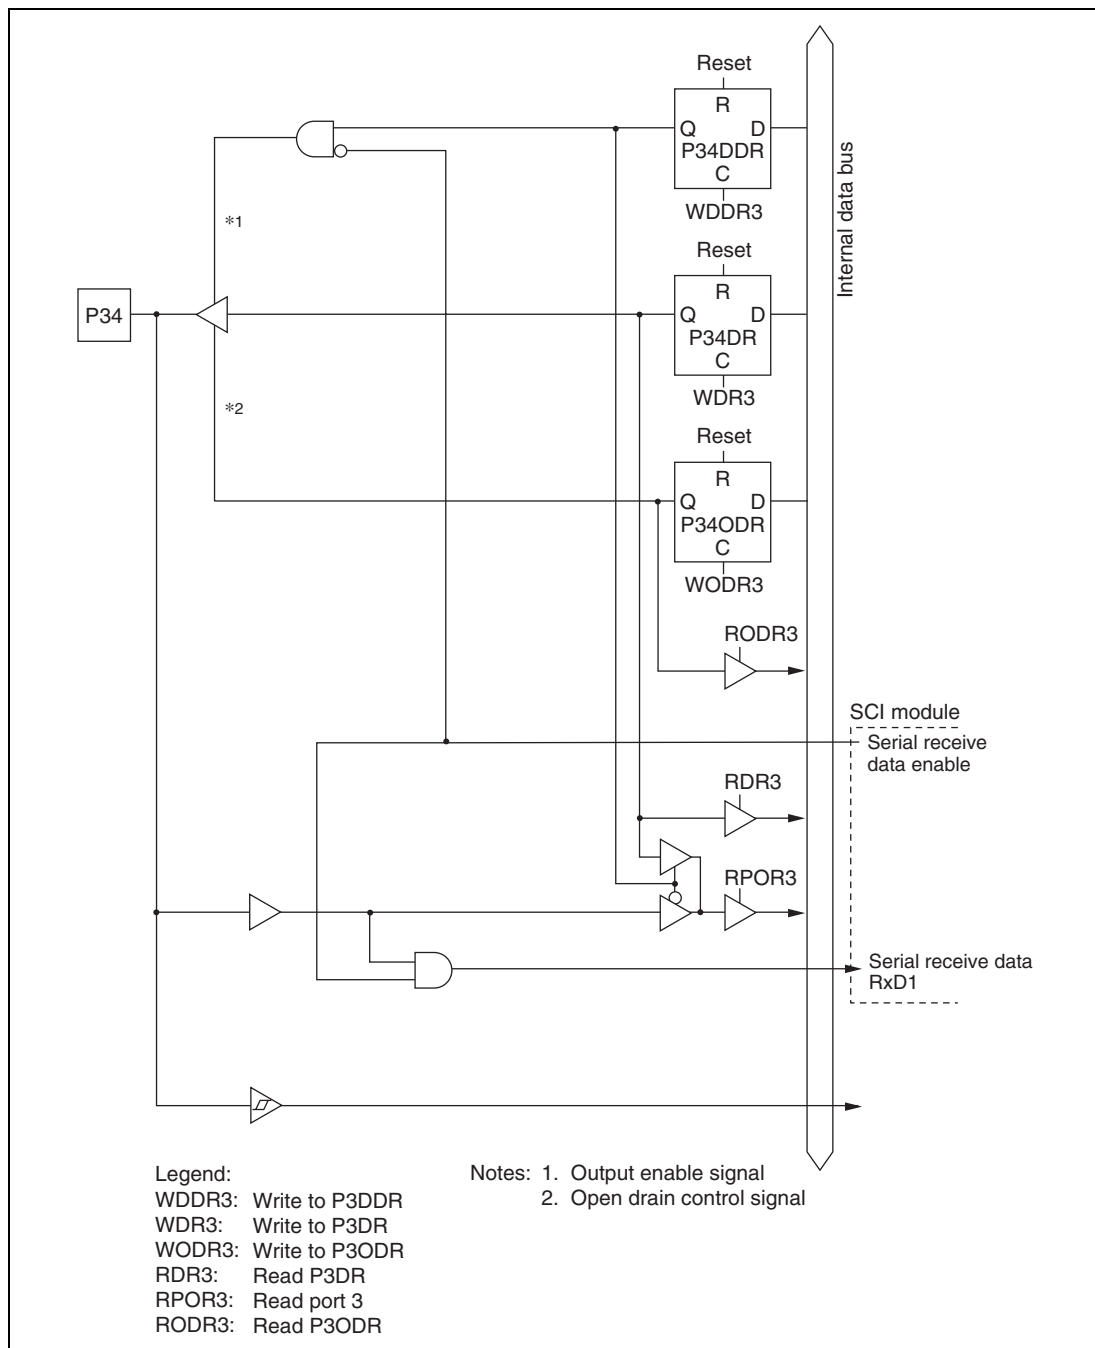 Reset
R
Q D
P34DDR
C
WDDR3
Internal data bus
*1
Reset
R
P34
Q D
P34DR
C
WDR3
*2
Reset
R
Q D
P34ODR
C
WODR3
RODR3
SCI module
Serial receive
data enable
RDR3
RPOR3
Serial receive data
RxD1
Legend:
WDDR3: Write to P3DDR
WDR3: Write to P3DR
WODR3: Write to P3ODR
RDR3: Read P3DR
RPOR3: Read port 3
RODR3: Read P3ODR
Notes: 1. Output enable signal
2. Open drain control signal